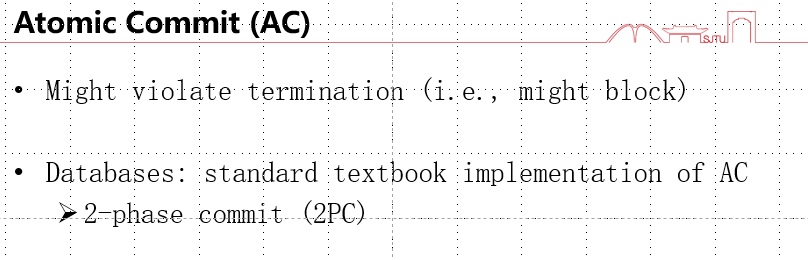 Atomic Commit (AC)
SJTU
• Might violate termination (i.e., might block)
• Databases: standard textbook implementation of AC
➢ 2-phase commit (2PC)